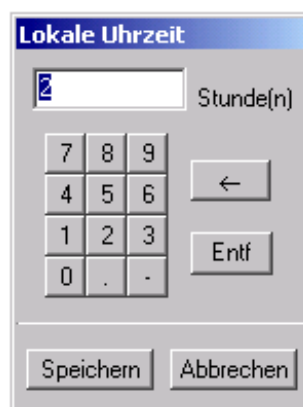 Lokale Uhrzeit
2 Stunde(n)
7 8 9
←
4 5 6
1 2 3
Entf
0 . -
Speichern Abbrechen